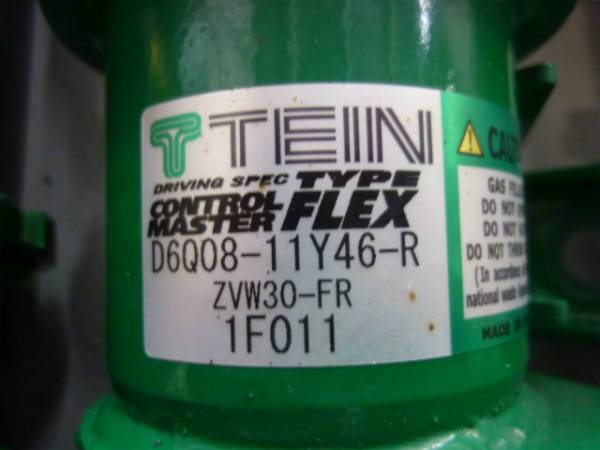 TEIN
DRIVING SPEC TYPE
CONTROL
MASTER FLEX
D6Q08-11Y46-R
ZVW30-FR
1F011
GAS
DO NOT
DO NOT
DO NOT THROW
(In accordance
national waste
MADE IN